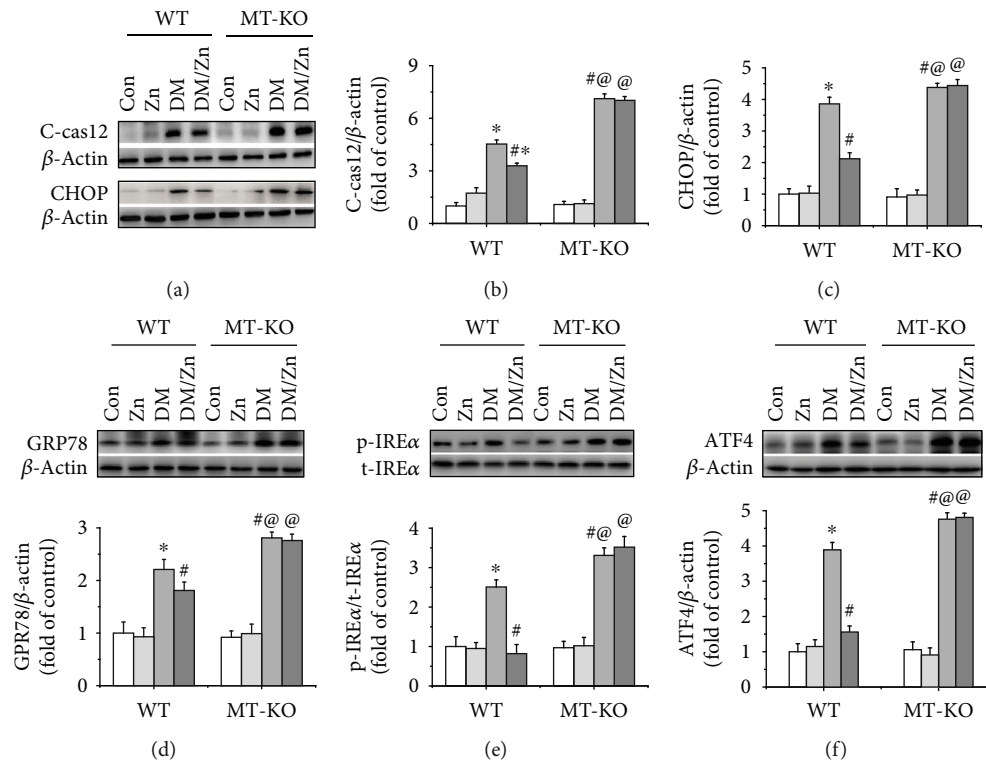 WT MT-KO
Con Zn DM DM/Zn Con Zn DM DM/Zn
C-cas12
β-Actin
CHOP
β-Actin
(a)
C-cas12/β-actin
(fold of control)
9
6
3
0
*
#*
#@ @
WT MT-KO
(b)
CHOP/β-actin
(fold of control)
5
4
3
2
1
0
*
#
#@ @
WT MT-KO
(c)
WT MT-KO
Con Zn DM DM/Zn Con Zn DM DM/Zn
GRP78
β-Actin
GPR78/β-actin
(fold of control)
3
2
1
0
*
#
#@ @
WT MT-KO
(d)
WT MT-KO
Con Zn DM DM/Zn Con Zn DM DM/Zn
p-IREα
t-IREα
p-IREα/t-IREα
(fold of control)
4
3
2
1
0
*
#
#@ @
WT MT-KO
(e)
WT MT-KO
Con Zn DM DM/Zn Con Zn DM DM/Zn
ATF4
β-Actin
ATF4/β-actin
(fold of control)
5
4
3
2
1
0
*
#
#@ @
WT MT-KO
(f)